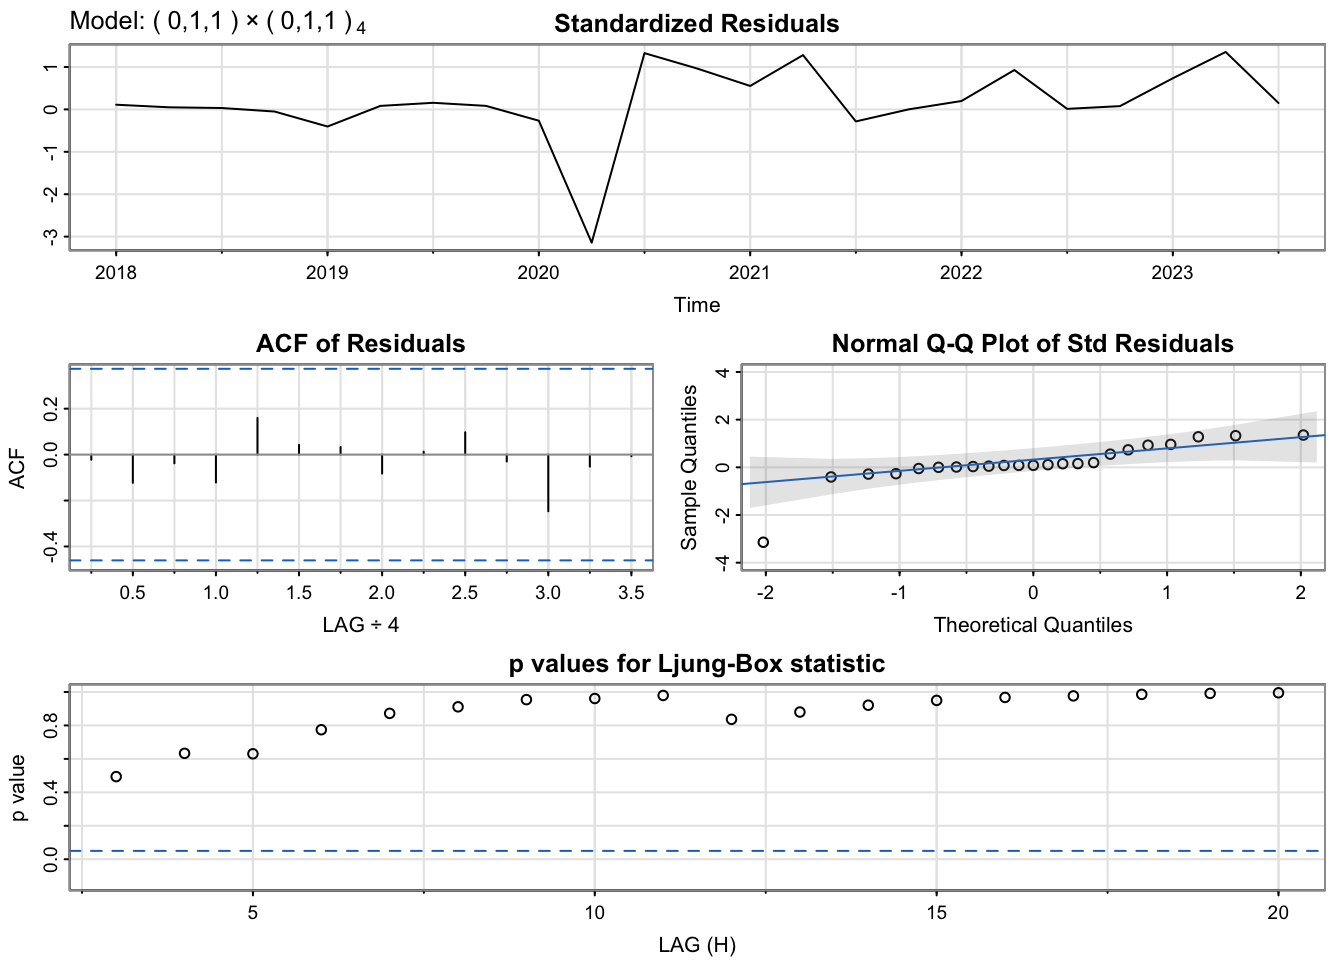 Model: ( 0,1,1 ) × ( 0,1,1 ) 4
Standardized Residuals
1
0
-1
-2
-3
2018 2019 2020 2021 2022 2023
Time
ACF of Residuals
ACF
0.2
0.0
-0.4
0.5 1.0 1.5 2.0 2.5 3.0 3.5
LAG ÷ 4
Normal Q-Q Plot of Std Residuals
Sample Quantiles
4
2
0
-2
-4
-2 -1 0 1 2
Theoretical Quantiles
p values for Ljung-Box statistic
p value
0.8
0.4
0.0
5 10 15 20
LAG (H)